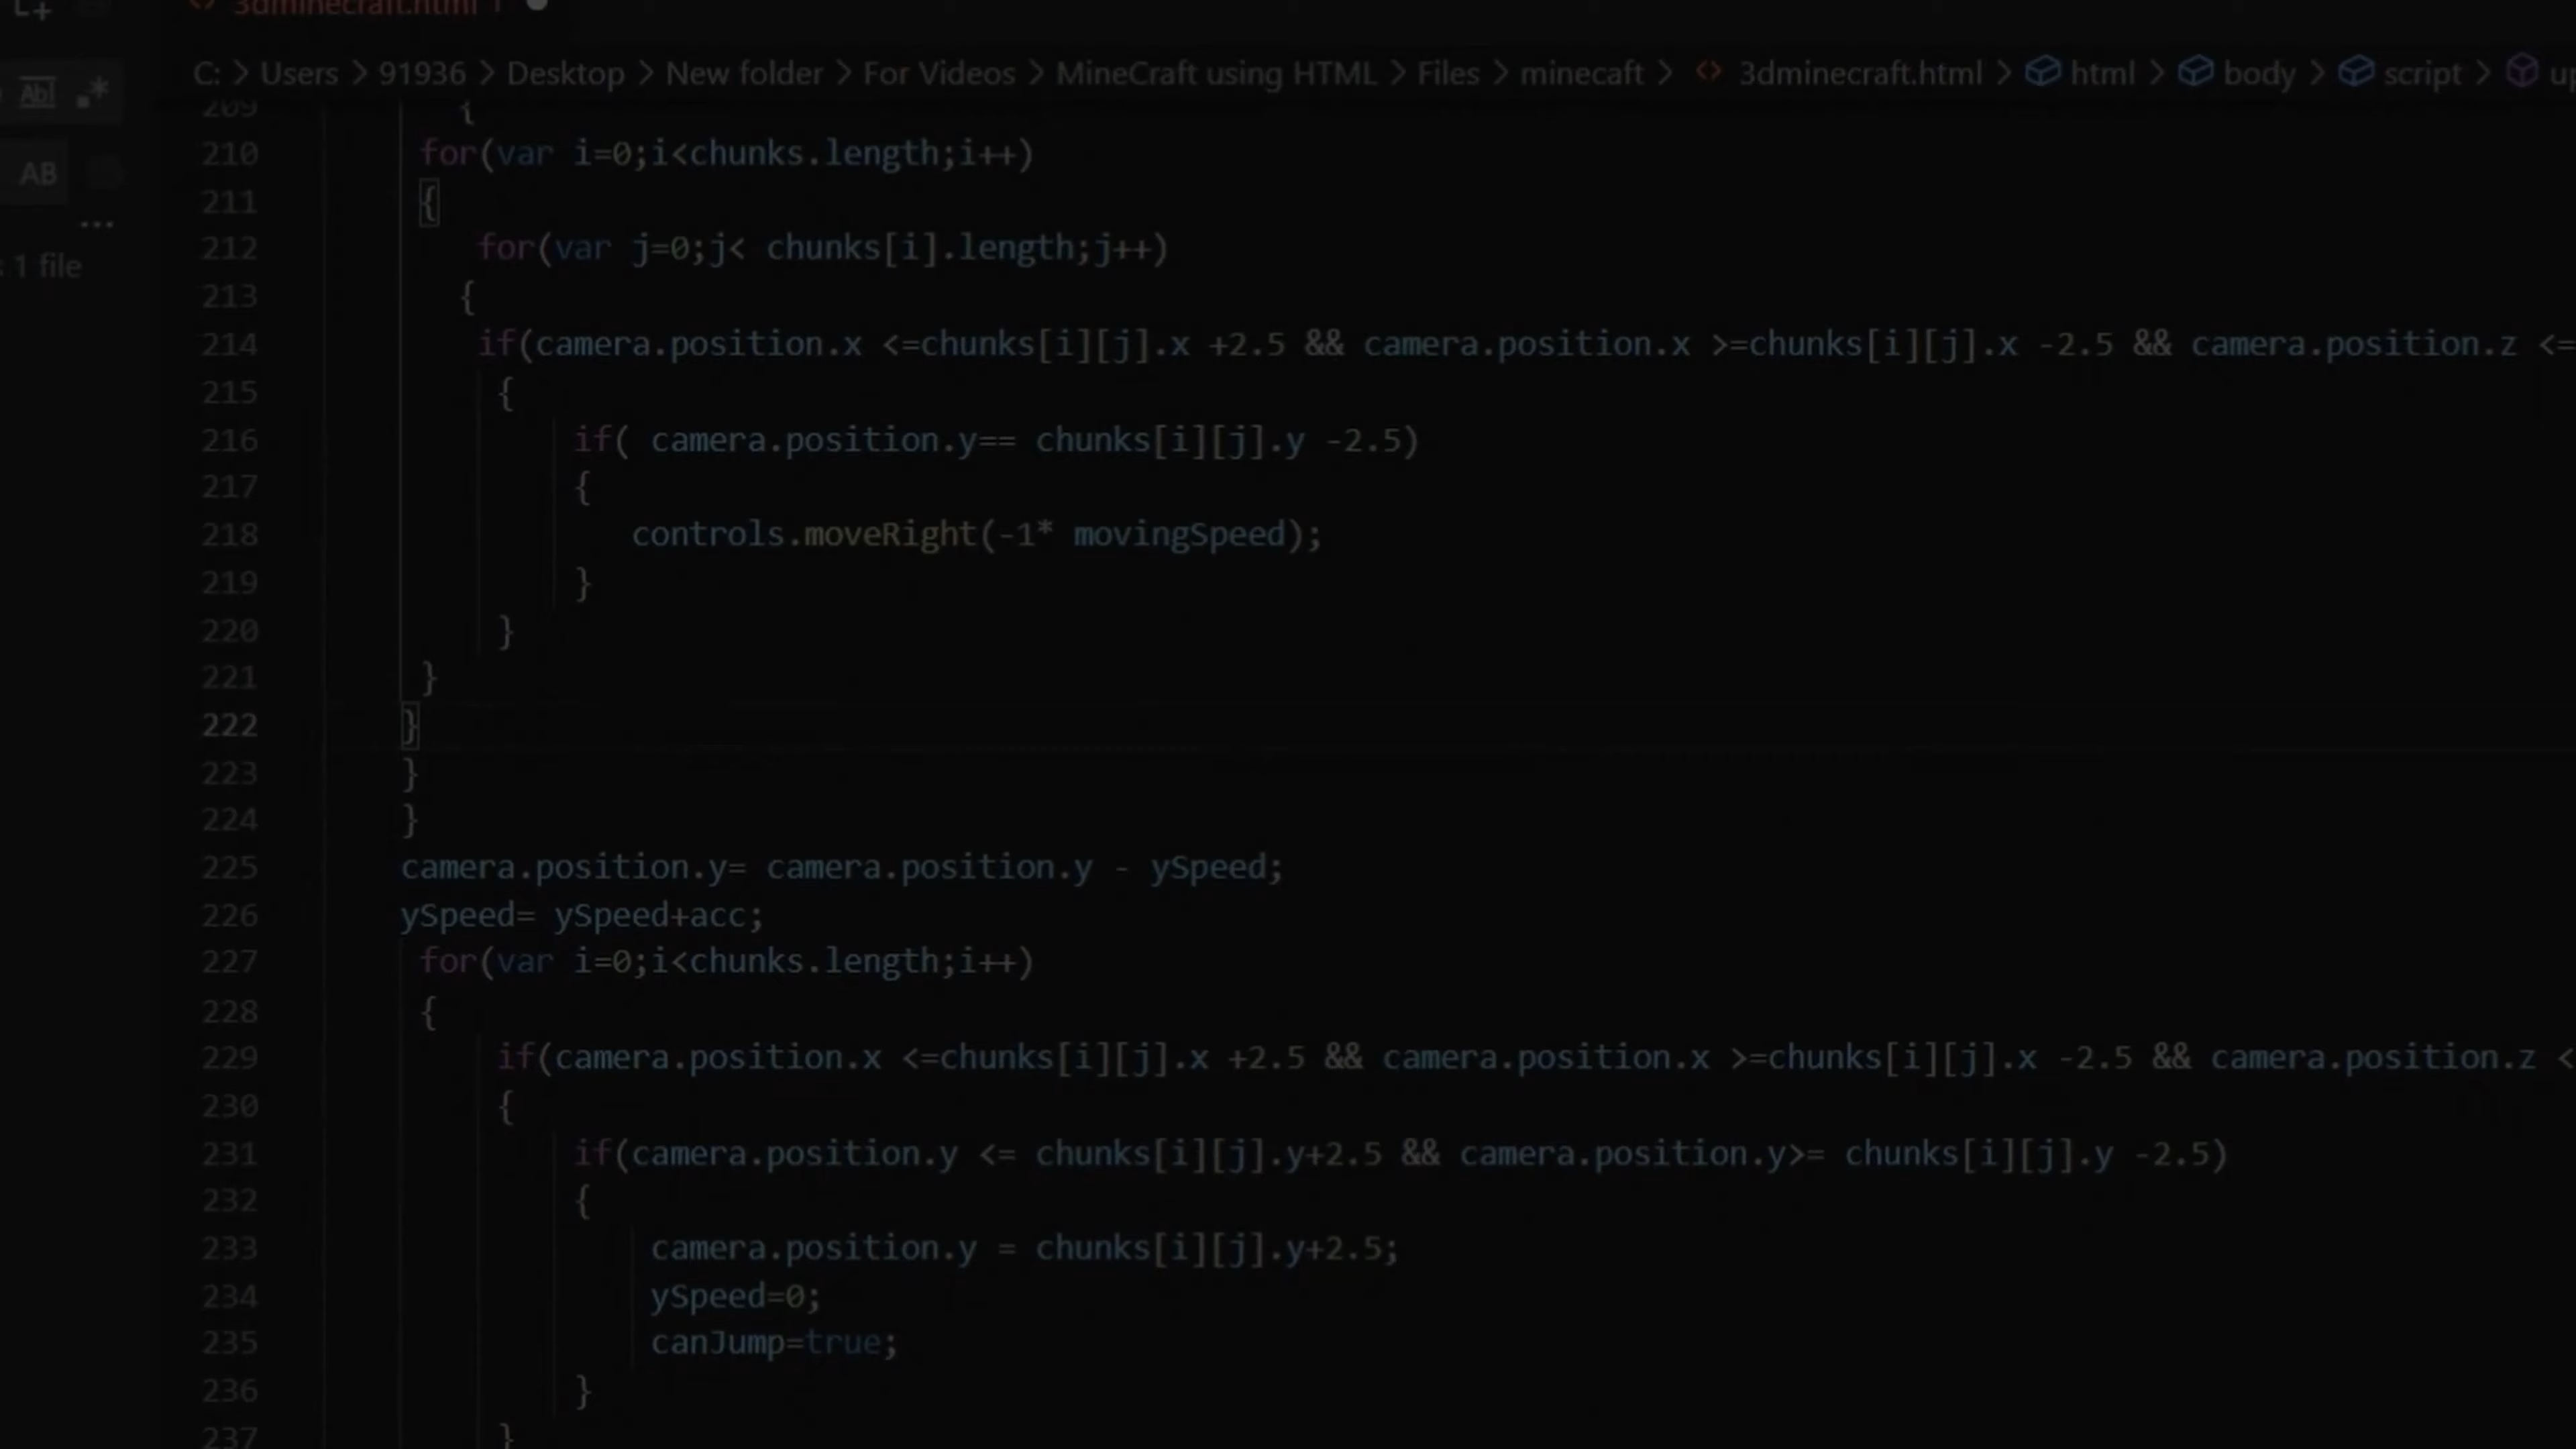 3dminecraft.html 1
C: > Users > 91936 > Desktop > New folder > For Videos > MineCraft using HTML > Files > minecaft > <> 3dminecraft.html > html > body > script > up
Abl .*
AB
...
s 1 file
209 {
210 for(var i=0;i<chunks.length;i++)
211 {
212 for(var j=0;j< chunks[i].length;j++)
213 {
214 if(camera.position.x <=chunks[i][j].x +2.5 && camera.position.x >=chunks[i][j].x -2.5 && camera.position.z <=
215 {
216 if( camera.position.y== chunks[i][j].y -2.5)
217 {
218 controls.moveRight(-1* movingSpeed);
219 }
220 }
221 }
222 }
223 }
224 }
225 camera.position.y= camera.position.y - ySpeed;
226 ySpeed= ySpeed+acc;
227 for(var i=0;i<chunks.length;i++)
228 {
229 if(camera.position.x <=chunks[i][j].x +2.5 && camera.position.x >=chunks[i][j].x -2.5 && camera.position.z <
230 {
231 if(camera.position.y <= chunks[i][j].y+2.5 && camera.position.y>= chunks[i][j].y -2.5)
232 {
233 camera.position.y = chunks[i][j].y+2.5;
234 ySpeed=0;
235 canJump=true;
236 }
237 }